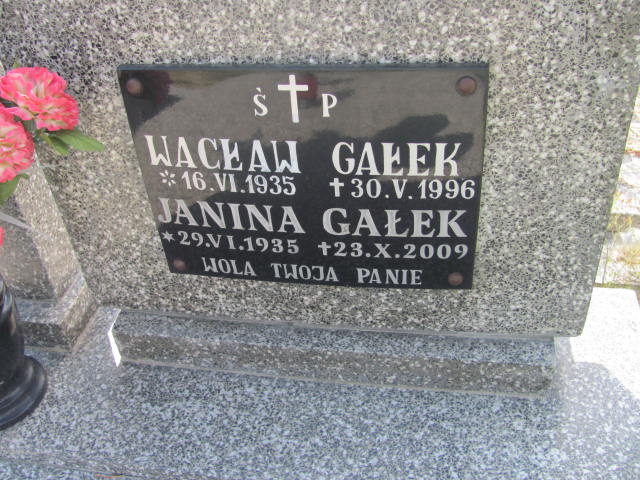 Ś P
WACŁAW GAŁEK
* 16.VI.1935 ✝ 30.V.1996
JANINA GAŁEK
* 29.VI.1935 ✝ 23.X.2009
WOLA TWOJA PANIE